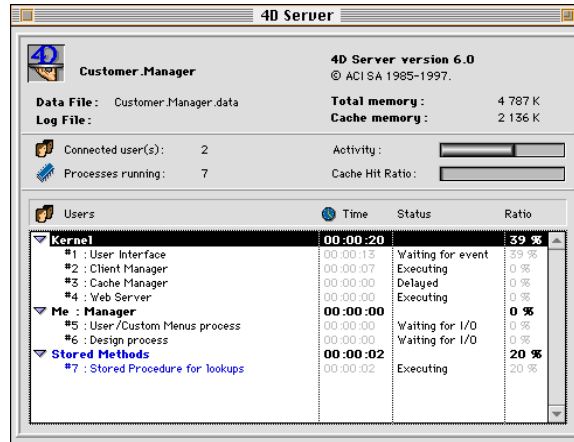 4D Server
4D
Customer.Manager
4D Server version 6.0
© ACI SA 1985-1997.
Data File: Customer.Manager.data
Total memory: 4 787 K
Log File:
Cache memory: 2 136 K
Connected user(s): 2
Activity:
Processes running: 7
Cache Hit Ratio:
Users Time Status Ratio
Kernel 00:00:20 39 %
#1 : User Interface 00:00:13 Waiting for event 39 %
#2 : Client Manager 00:00:07 Executing 0 %
#3 : Cache Manager 00:00:00 Delayed 0 %
#4 : Web Server 00:00:00 Executing 0 %
Me : Manager 00:00:00 0 %
#5 : User/Custom Menus process 00:00:00 Waiting for I/O 0 %
#6 : Design process 00:00:00 Waiting for I/O 0 %
Stored Methods 00:00:02 20 %
#7 : Stored Procedure for lookups 00:00:02 Executing 20 %